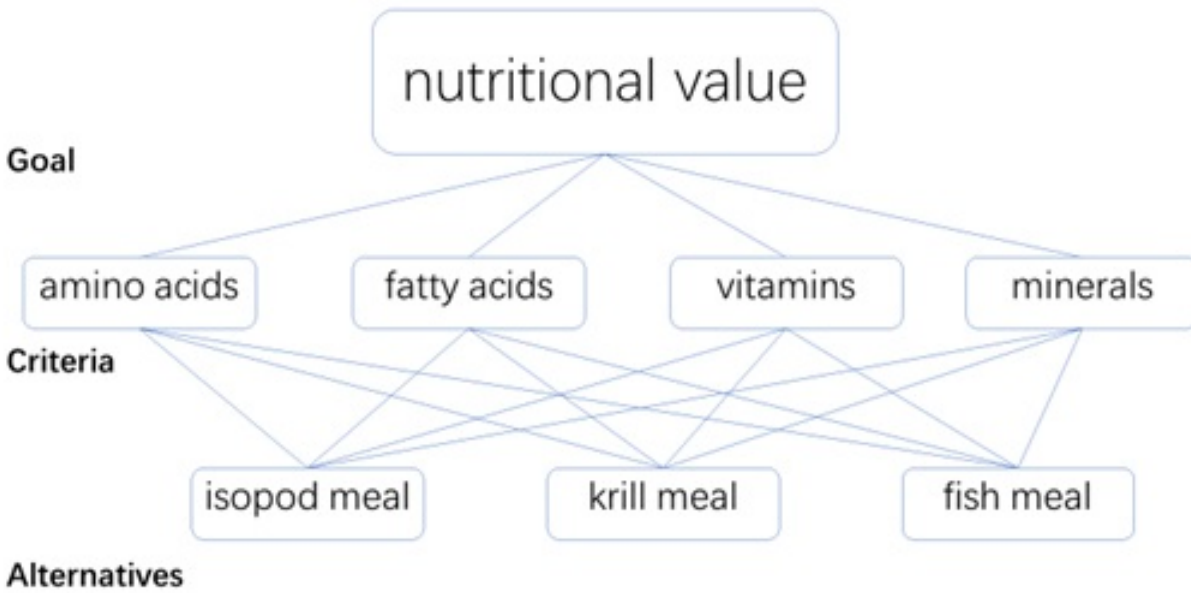 nutritional value
Goal
amino acids
fatty acids
vitamins
minerals
Criteria
isopod meal
krill meal
fish meal
Alternatives